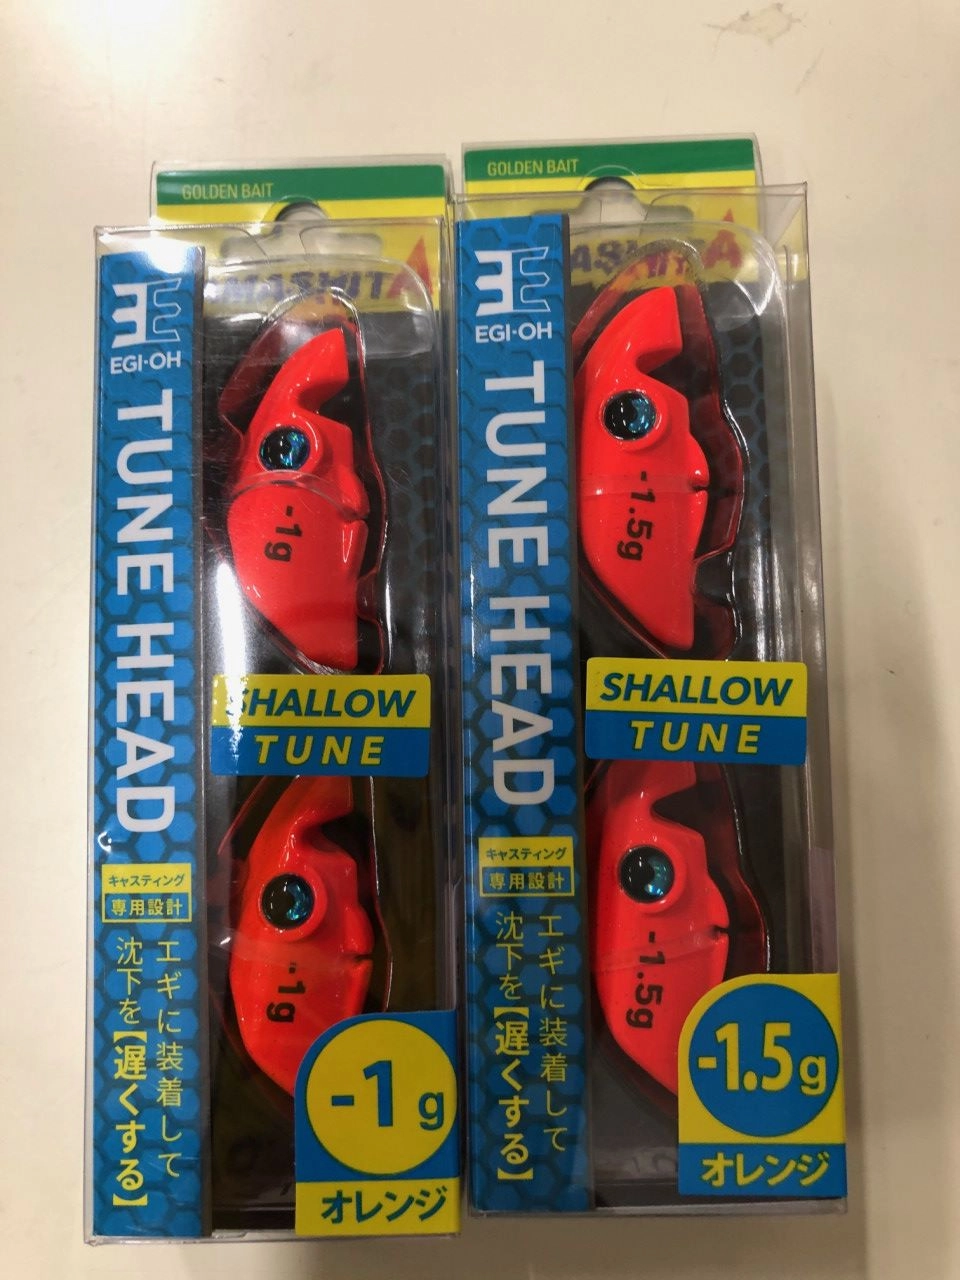 GOLDEN BAIT
MASHITA
EGI-OH
TUNE HEAD
-1g
SHALLOW
TUNE
-1g
キャスティング
専用設計
エギに装着して
沈下を【遅くする】
-1g
オレンジ
GOLDEN BAIT
ASHITA
EGI-OH
TUNE HEAD
-1.5g
SHALLOW
TUNE
-1.5g
キャスティング
専用設計
エギに装着して
沈下を【遅くする】
-1.5g
オレンジ